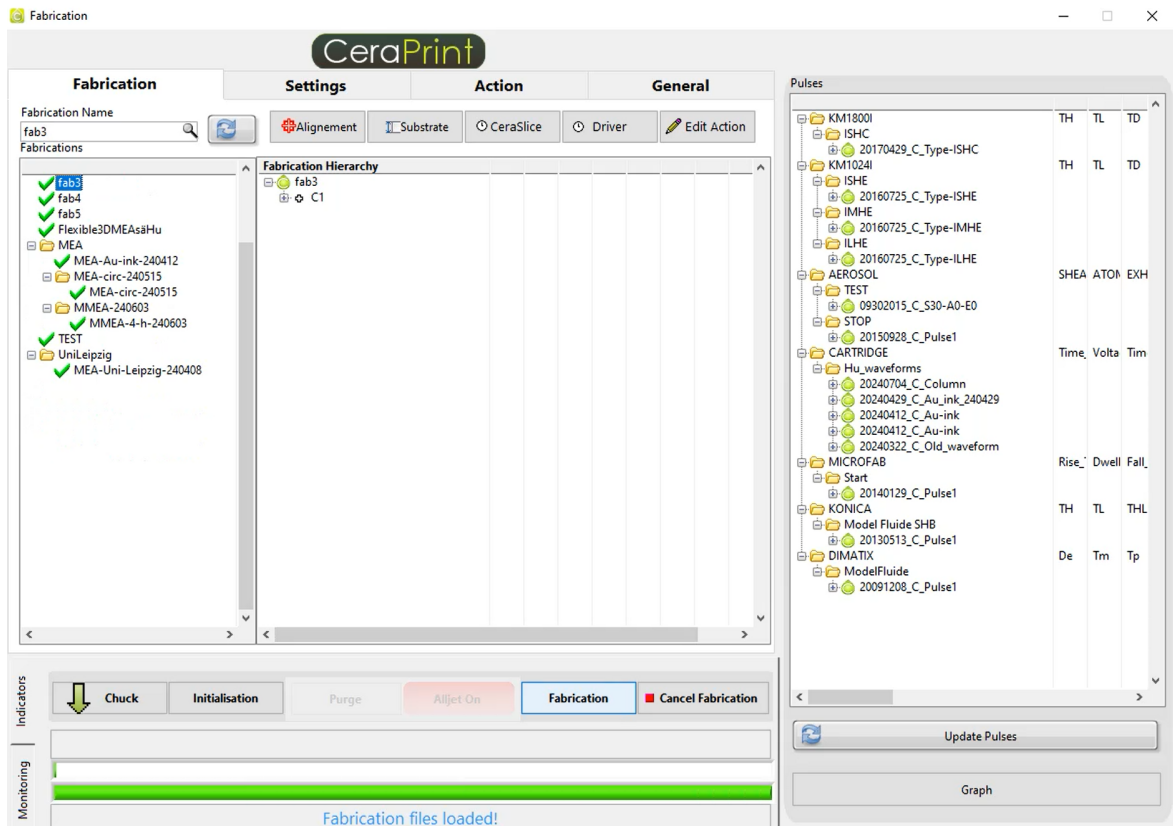 Fabrication
CeraPrint
Fabrication Settings Action General
Fabrication Name
fab3
Alignement Substrate CeraSlice Driver Edit Action
Fabrications
fab3
fab4
fab5
Flexible3DMEAsäHu
MEA
MEA-Au-ink-240412
MEA-circ-240515
MEA-circ-240515
MMEA-240603
MMEA-4-h-240603
TEST
UniLeipzig
MEA-Uni-Leipzig-240408
Fabrication Hierarchy
fab3
C1
Pulses
KM1800I TH TL TD
ISHC
20170429_C_Type-ISHC
KM1024I TH TL TD
ISHE
20160725_C_Type-ISHE
IMHE
20160725_C_Type-IMHE
ILHE
20160725_C_Type-ILHE
AEROSOL SHEA ATON EXH
TEST
09302015_C_S30-A0-E0
STOP
20150928_C_Pulse1
CARTRIDGE Time_ Volta Tim
Hu_waveforms
20240704_C_Column
20240429_C_Au_ink_240429
20240412_C_Au-ink
20240412_C_Au-ink
20240322_C_Old_waveform
MICROFAB Rise_ Dwell Fall_
Start
20140129_C_Pulse1
KONICA TH TL THL
Model Fluide SHB
20130513_C_Pulse1
DIMATIX De Tm Tp
ModelFluide
20091208_C_Pulse1
Update Pulses
Graph
Indicators
Monitoring
Chuck Initialisation Purge Alljet On Fabrication Cancel Fabrication
Fabrication files loaded!